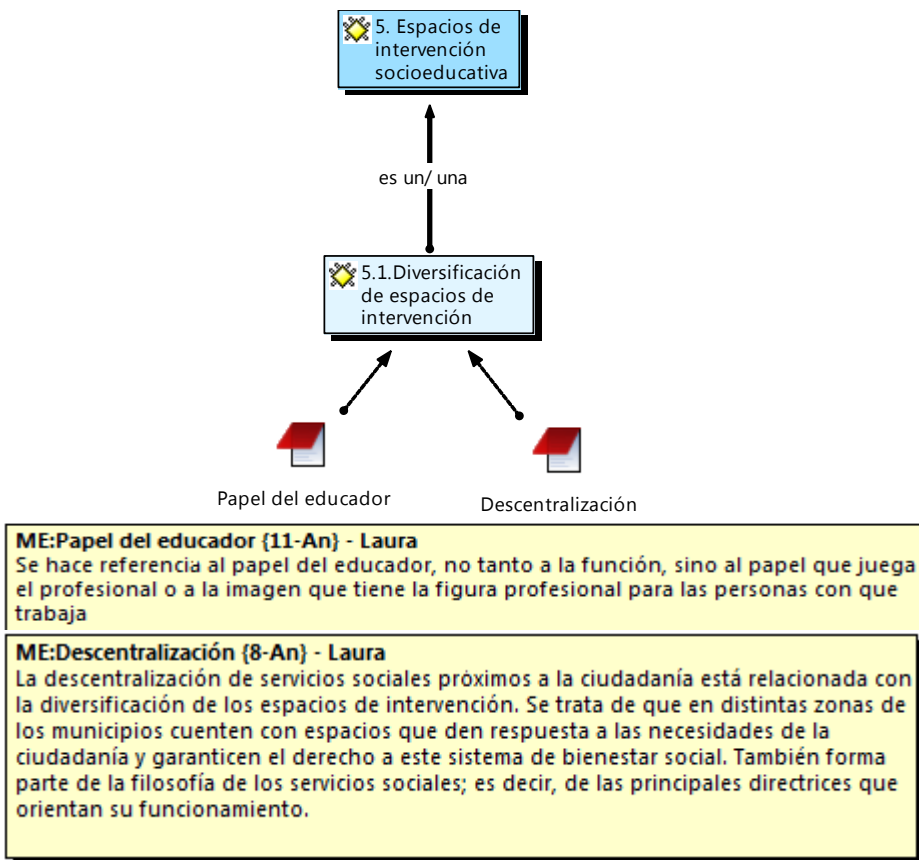 5. Espacios de
intervención
socioeducativa
es un/ una
5.1.Diversificación
de espacios de
intervención
Papel del educador
Descentralización
ME:Papel del educador {11-An} - Laura
Se hace referencia al papel del educador, no tanto a la función, sino al papel que juega
el profesional o a la imagen que tiene la figura profesional para las personas con que
trabaja
ME:Descentralización {8-An} - Laura
La descentralización de servicios sociales próximos a la ciudadanía está relacionada con
la diversificación de los espacios de intervención. Se trata de que en distintas zonas de
los municipios cuenten con espacios que den respuesta a las necesidades de la
ciudadanía y garanticen el derecho a este sistema de bienestar social. También forma
parte de la filosofía de los servicios sociales; es decir, de las principales directrices que
orientan su funcionamiento.